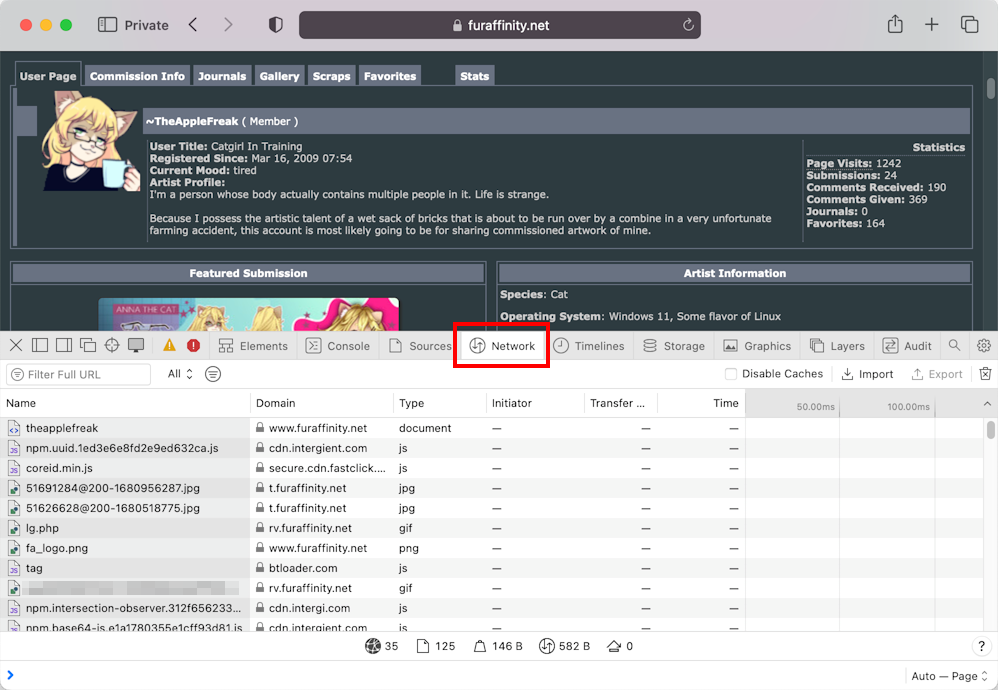 Private
furaffinity.net
User Page Commission Info Journals Gallery Scraps Favorites Stats
~TheAppleFreak ( Member )
User Title: Catgirl In Training
Registered Since: Mar 16, 2009 07:54
Current Mood: tired
Artist Profile:
I'm a person whose body actually contains multiple people in it. Life is strange.
Because I possess the artistic talent of a wet sack of bricks that is about to be run over by a combine in a very unfortunate
farming accident, this account is most likely going to be for sharing commissioned artwork of mine.
Statistics
Page Visits: 1242
Submissions: 24
Comments Received: 190
Comments Given: 369
Journals: 0
Favorites: 164
Featured Submission
ANNA THE CAT
Artist Information
Species: Cat
Operating System: Windows 11, Some flavor of Linux
Elements Console Sources Network Timelines Storage Graphics Layers Audit
Filter Full URL All Disable Caches Import Export
Name Domain Type Initiator Transfer ... Time 50.00ms 100.00ms
theapplefreak www.furaffinity.net document — — —
npm.uuid.1ed3e6e8fd2e9ed632ca.js cdn.intergient.com js — — —
coreid.min.js secure.cdn.fastclick.... js — — —
51691284@200-1680956287.jpg t.furaffinity.net jpg — — —
51626628@200-1680518775.jpg t.furaffinity.net jpg — — —
lg.php rv.furaffinity.net gif — — —
fa_logo.png www.furaffinity.net png — — —
tag btloader.com js — — —
rv.furaffinity.net gif — — —
npm.intersection-observer.312f656233... cdn.intergi.com js — — —
npm.base64-js.e1a1780355e1cff93d81.js cdn.intergient.com js — — —
35 125 146 B 582 B 0 ?
Auto — Page